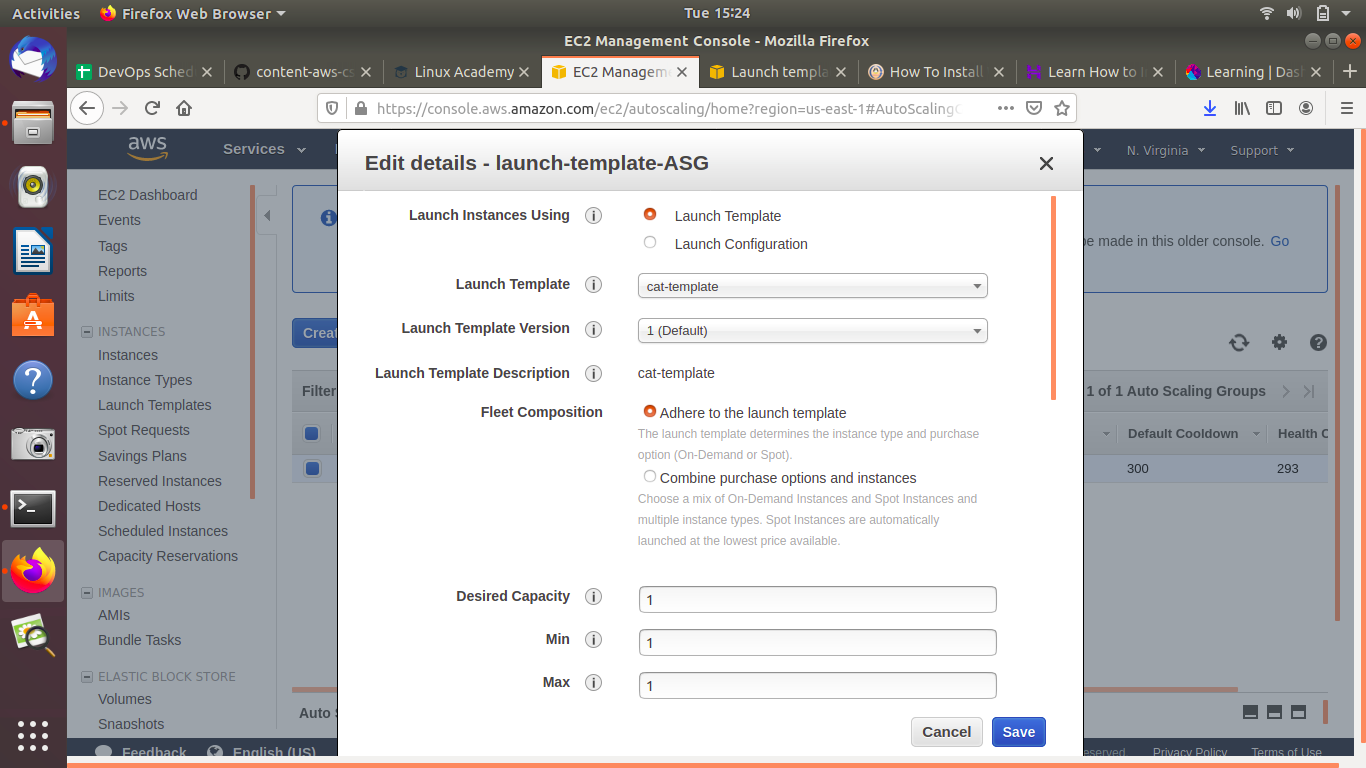 Activities
Firefox Web Browser
Tue 15:24
EC2 Management Console - Mozilla Firefox
DevOps Sched
content-aws-cs
Linux Academy
EC2 Managem
Launch templa
How To Install
Learn How to I
Learning | Das
https://console.aws.amazon.com/ec2/autoscaling/home?region=us-east-1#AutoScalingG
aws
Services
N. Virginia
Support
EC2 Dashboard
Events
Tags
Reports
Limits
INSTANCES
Instances
Instance Types
Launch Templates
Spot Requests
Savings Plans
Reserved Instances
Dedicated Hosts
Scheduled Instances
Capacity Reservations
IMAGES
AMIs
Bundle Tasks
ELASTIC BLOCK STORE
Volumes
Snapshots
be made in this older console. Go
Creat
Filter
1 of 1 Auto Scaling Groups
Default Cooldown
Health C
300
293
Auto S
Edit details - launch-template-ASG
Launch Instances Using
Launch Template
Launch Configuration
Launch Template
cat-template
Launch Template Version
1 (Default)
Launch Template Description
cat-template
Fleet Composition
Adhere to the launch template
The launch template determines the instance type and purchase
option (On-Demand or Spot).
Combine purchase options and instances
Choose a mix of On-Demand Instances and Spot Instances and
multiple instance types. Spot Instances are automatically
launched at the lowest price available.
Desired Capacity
1
Min
1
Max
1
Cancel
Save
Feedback
English (US)
eserved.
Privacy Policy
Terms of Use